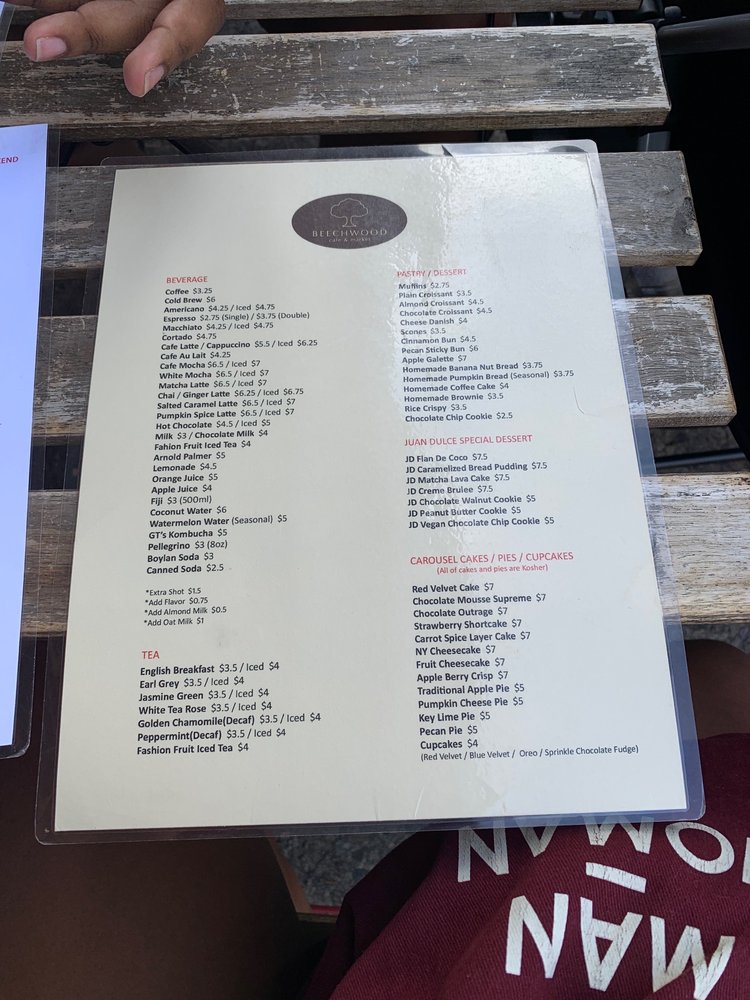 EEND
BEECHWOOD
cafe & market
BEVERAGE
Coffee $3.25
Cold Brew $6
Americano $4.25 / Iced $4.75
Espresso $2.75 (Single) / $3.75 (Double)
Macchiato $4.25 / Iced $4.75
Cortado $4.75
Cafe Latte / Cappuccino $5.5 / Iced $6.25
Cafe Au Lait $4.25
Cafe Mocha $6.5 / Iced $7
White Mocha $6.5 / Iced $7
Matcha Latte $6.5 / Iced $7
Chai / Ginger Latte $6.25 / Iced $6.75
Salted Caramel Latte $6.5 / Iced $7
Pumpkin Spice Latte $6.5 / Iced $7
Hot Chocolate $4.5 / Iced $5
Milk $3 / Chocolate Milk $4
Fahion Fruit Iced Tea $4
Arnold Palmer $5
Lemonade $4.5
Orange Juice $5
Apple Juice $4
Fiji $3 (500ml)
Coconut Water $6
Watermelon Water (Seasonal) $5
GT's Kombucha $5
Pellegrino $3 (8oz)
Boylan Soda $3
Canned Soda $2.5
*Extra Shot $1.5
*Add Flavor $0.75
*Add Almond Milk $0.5
*Add Oat Milk $1
TEA
English Breakfast $3.5 / Iced $4
Earl Grey $3.5 / Iced $4
Jasmine Green $3.5 / Iced $4
White Tea Rose $3.5 / Iced $4
Golden Chamomile(Decaf) $3.5 / Iced $4
Peppermint(Decaf) $3.5 / Iced $4
Fashion Fruit Iced Tea $4
PASTRY / DESSERT
Muffins $2.75
Plain Croissant $3.5
Almond Croissant $4.5
Chocolate Croissant $4.5
Cheese Danish $4
Scones $3.5
Cinnamon Bun $4.5
Pecan Sticky Bun $6
Apple Galette $7
Homemade Banana Nut Bread $3.75
Homemade Pumpkin Bread (Seasonal) $3.75
Homemade Coffee Cake $4
Homemade Brownie $3.5
Rice Crispy $3.5
Chocolate Chip Cookie $2.5
JUAN DULCE SPECIAL DESSERT
JD Flan De Coco $7.5
JD Caramelized Bread Pudding $7.5
JD Matcha Lava Cake $7.5
JD Creme Brulee $7.5
JD Chocolate Walnut Cookie $5
JD Peanut Butter Cookie $5
JD Vegan Chocolate Chip Cookie $5
CAROUSEL CAKES / PIES / CUPCAKES
(All of cakes and pies are Kosher)
Red Velvet Cake $7
Chocolate Mousse Supreme $7
Chocolate Outrage $7
Strawberry Shortcake $7
Carrot Spice Layer Cake $7
NY Cheesecake $7
Fruit Cheesecake $7
Apple Berry Crisp $7
Traditional Apple Pie $5
Pumpkin Cheese Pie $5
Key Lime Pie $5
Pecan Pie $5
Cupcakes $4
(Red Velvet / Blue Velvet / Oreo / Sprinkle Chocolate Fudge)